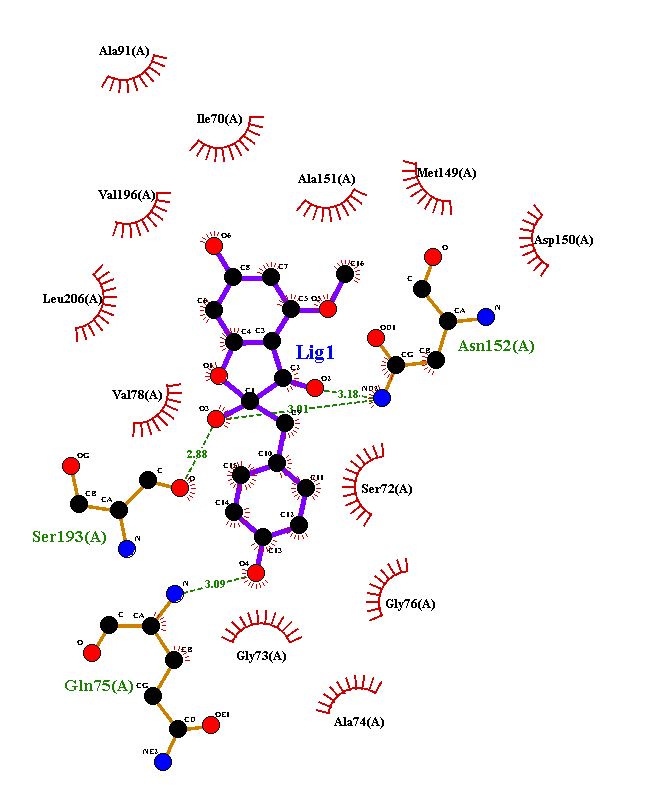 Ala91(A)
Ile70(A)
Met149(A)
Ala151(A)
Val196(A)
Asp150(A)
O6
O
C8
C7
C16
C
Leu206(A)
C6
C5
O5
CA
N
OD1
C4
C3
Lig1
Asn152(A)
CG
CB
C2
O2
3.18
ND2
Val78(A)
C1
O3
3.01
2.88
OG
C10
C
O
C15
C11
Ser72(A)
CB
CA
C14
C12
Ser193(A)
N
C13
O4
3.09
N
Gly76(A)
C
CA
O
CB
Gly73(A)
Gln75(A)
CG
OE1
CD
Ala74(A)
NE2